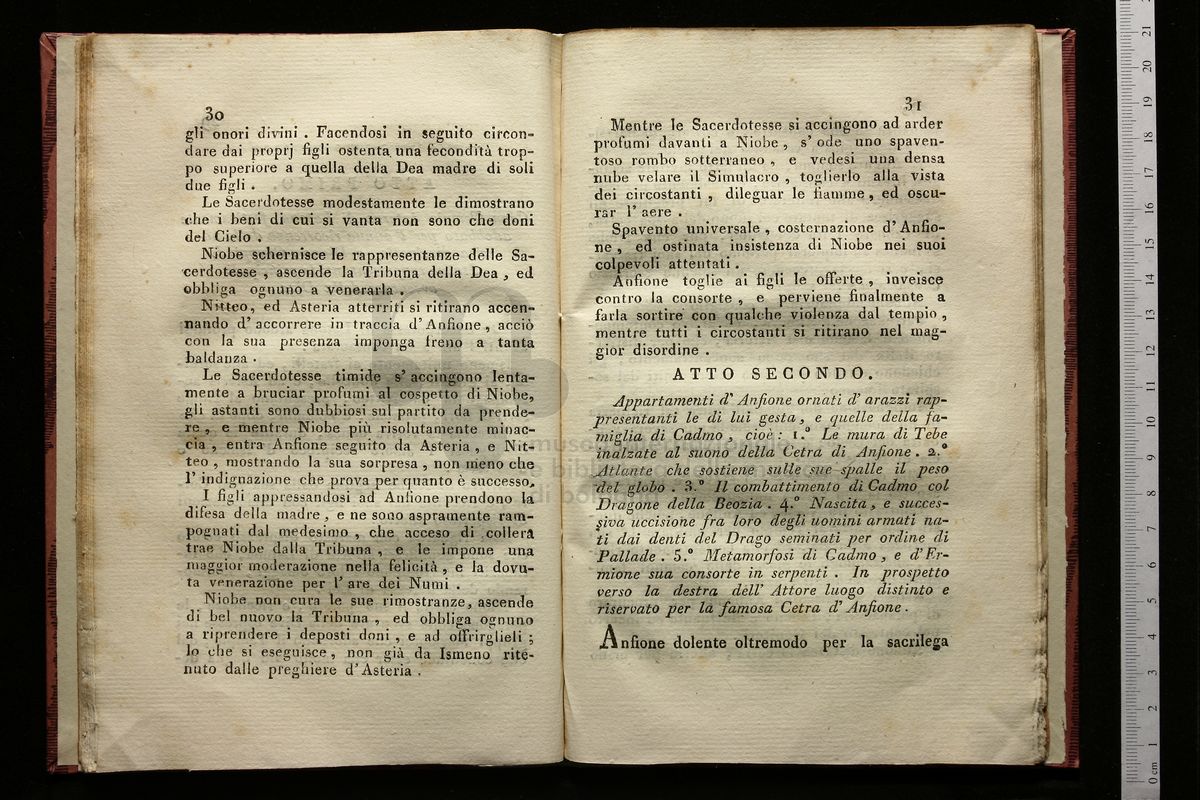 30
gli onori divini . Facendosi in seguito circon-
dare dai proprj figli ostenta una fecondità trop-
po superiore a quella della Dea madre di soli
due figli .
Le Sacerdotesse modestamente le dimostrano
che i beni di cui si vanta non sono che doni
del Cielo .
Niobe schernisce le rappresentanze delle Sa-
cerdotesse , ascende la Tribuna della Dea , ed
obbliga ognuno a venerarla .
Nitteo, ed Asteria atterriti si ritirano accen-
nando d' accorrere in traccia d' Anfione , acciò
con la sua presenza imponga freno a tanta
baldanza .
Le Sacerdotesse timide s' accingono lenta-
mente a bruciar profumi al cospetto di Niobe,
gli astanti sono dubbiosi sul partito da prende-
re , e mentre Niobe più risolutamente minac-
cia , entra Anfione seguito da Asteria , e Nit-
teo , mostrando la sua sorpresa , non meno che
l' indignazione che prova per quanto è successo.
I figli appressandosi ad Anfione prendono la
difesa della madre , e ne sono aspramente ram-
pognati dal medesimo , che acceso di collera
trae Niobe dalla Tribuna , e le impone una
maggior moderazione nella felicità , e la dovu-
ta venerazione per l' are dei Numi .
Niobe non cura le sue rimostranze, ascende
di bel nuovo la Tribuna , ed obbliga ognuno
a riprendere i deposti doni , e ad offrirglieli ;
lo che si eseguisce , non già da Ismeno rite-
nuto dalle preghiere d' Asteria .
31
Mentre le Sacerdotesse si accingono ad arder
profumi davanti a Niobe , s' ode uno spaven-
toso rombo sotterraneo , e vedesi una densa
nube velare il Simulacro , toglierlo alla vista
dei circostanti , dileguar le fiamme , ed oscu-
rar l' aere .
Spavento universale , costernazione d' Anfio-
ne , ed ostinata insistenza di Niobe nei suoi
colpevoli attentati .
Anfione toglie ai figli le offerte , inveisce
contro la consorte , e perviene finalmente a
farla sortire con qualche violenza dal tempio ,
mentre tutti i circostanti si ritirano nel mag-
gior disordine .
ATTO SECONDO.
Appartamenti d' Anfione ornati d' arazzi rap-
presentanti le di lui gesta , e quelle della fa-
miglia di Cadmo , cioè : 1.° Le mura di Tebe
inalzate al suono della Cetra di Anfione . 2.°
Atlante che sostiene sulle sue spalle il peso
del globo . 3.° Il combattimento di Cadmo col
Dragone della Beozia . 4.° Nascita , e succes-
siva uccisione fra loro degli uomini armati na-
ti dai denti del Drago seminati per ordine di
Pallade . 5.° Metamorfosi di Cadmo , e d' Er-
mione sua consorte in serpenti . In prospetto
verso la destra dell' Attore luogo distinto e
riservato per la famosa Cetra d' Anfione .
Anfione dolente oltremodo per la sacrilega